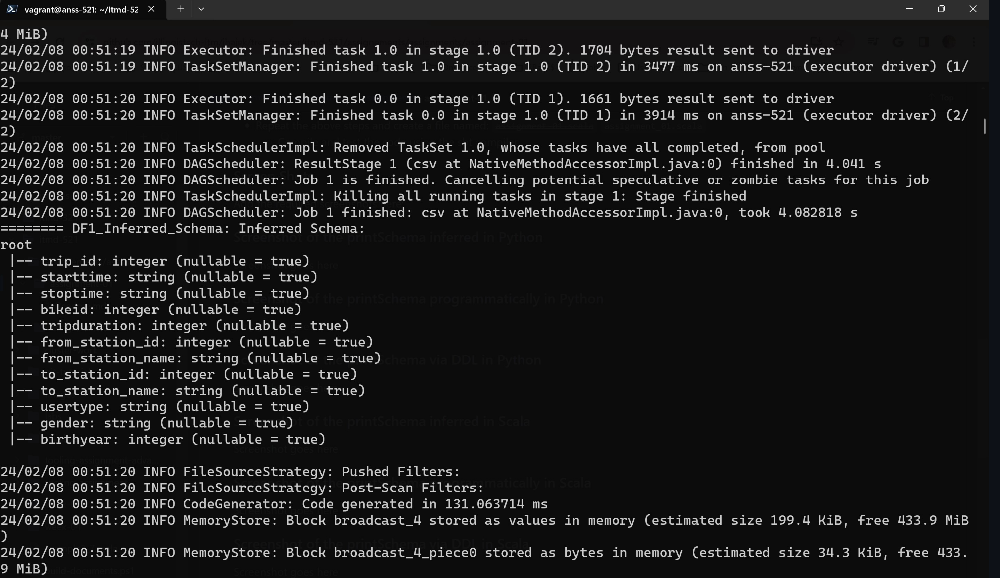 vagrant@anss-521: ~/itmd-52
4 MiB)
24/02/08 00:51:19 INFO Executor: Finished task 1.0 in stage 1.0 (TID 2). 1704 bytes result sent to driver
24/02/08 00:51:19 INFO TaskSetManager: Finished task 1.0 in stage 1.0 (TID 2) in 3477 ms on anss-521 (executor driver) (1/
2)
24/02/08 00:51:20 INFO Executor: Finished task 0.0 in stage 1.0 (TID 1). 1661 bytes result sent to driver
24/02/08 00:51:20 INFO TaskSetManager: Finished task 0.0 in stage 1.0 (TID 1) in 3914 ms on anss-521 (executor driver) (2/
2)
24/02/08 00:51:20 INFO TaskSchedulerImpl: Removed TaskSet 1.0, whose tasks have all completed, from pool
24/02/08 00:51:20 INFO DAGScheduler: ResultStage 1 (csv at NativeMethodAccessorImpl.java:0) finished in 4.041 s
24/02/08 00:51:20 INFO DAGScheduler: Job 1 is finished. Cancelling potential speculative or zombie tasks for this job
24/02/08 00:51:20 INFO TaskSchedulerImpl: Killing all running tasks in stage 1: Stage finished
24/02/08 00:51:20 INFO DAGScheduler: Job 1 finished: csv at NativeMethodAccessorImpl.java:0, took 4.082818 s
======== DF1_Inferred_Schema: Inferred Schema:
root
 |-- trip_id: integer (nullable = true)
 |-- starttime: string (nullable = true)
 |-- stoptime: string (nullable = true)
 |-- bikeid: integer (nullable = true)
 |-- tripduration: integer (nullable = true)
 |-- from_station_id: integer (nullable = true)
 |-- from_station_name: string (nullable = true)
 |-- to_station_id: integer (nullable = true)
 |-- to_station_name: string (nullable = true)
 |-- usertype: string (nullable = true)
 |-- gender: string (nullable = true)
 |-- birthyear: integer (nullable = true)
24/02/08 00:51:20 INFO FileSourceStrategy: Pushed Filters:
24/02/08 00:51:20 INFO FileSourceStrategy: Post-Scan Filters:
24/02/08 00:51:20 INFO CodeGenerator: Code generated in 131.063714 ms
24/02/08 00:51:20 INFO MemoryStore: Block broadcast_4 stored as values in memory (estimated size 199.4 KiB, free 433.9 MiB
)
24/02/08 00:51:20 INFO MemoryStore: Block broadcast_4_piece0 stored as bytes in memory (estimated size 34.3 KiB, free 433.
9 MiB)